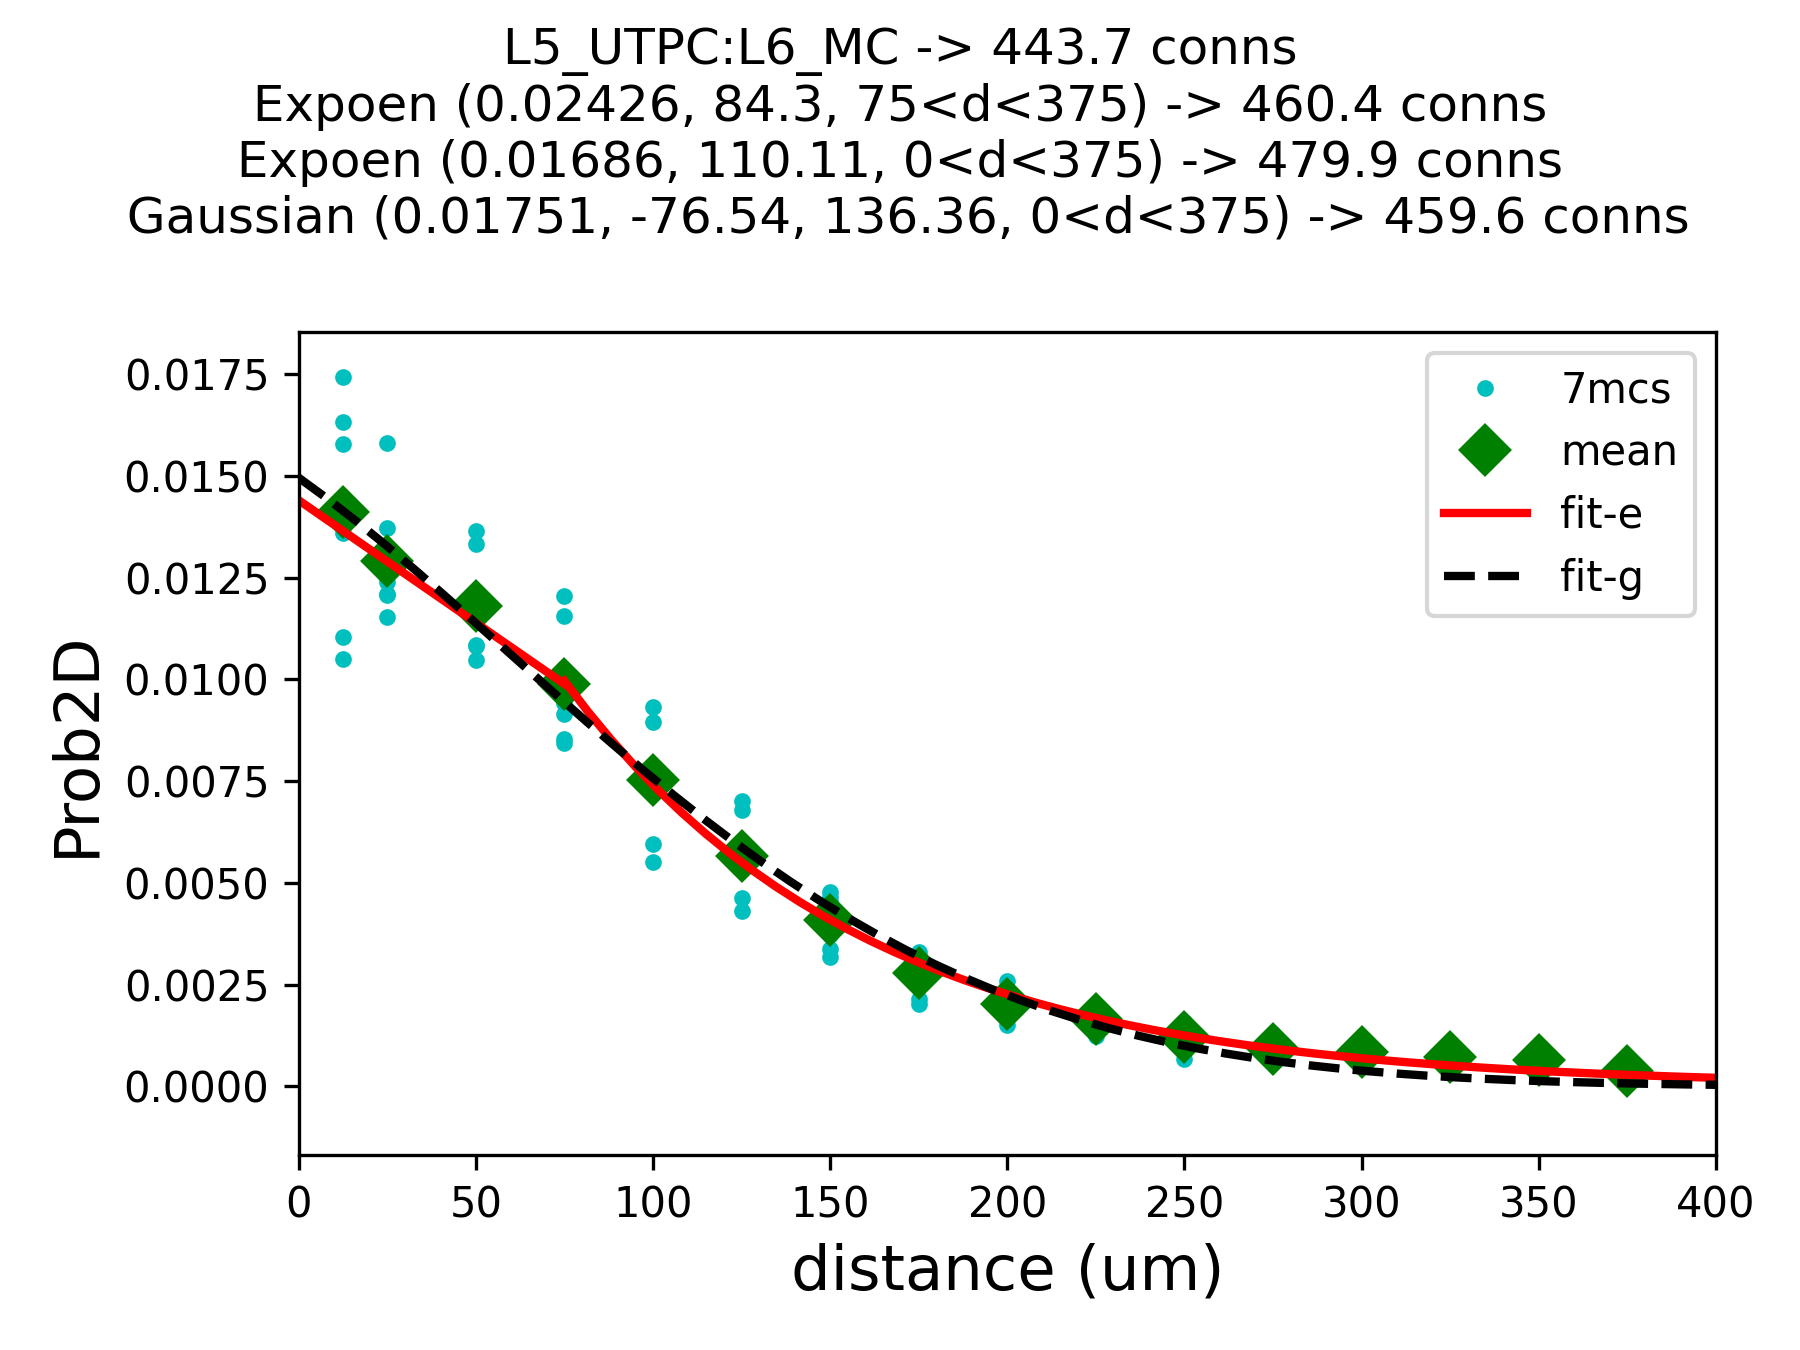 L5_UTPC:L6_MC -> 443.7 conns
Expoen (0.02426, 84.3, 75<d<375) -> 460.4 conns
Expoen (0.01686, 110.11, 0<d<375) -> 479.9 conns
Gaussian (0.01751, -76.54, 136.36, 0<d<375) -> 459.6 conns
7mcs
mean
fit-e
fit-g
Prob2D
0.0175
0.0150
0.0125
0.0100
0.0075
0.0050
0.0025
0.0000
0 50 100 150 200 250 300 350 400
distance (um)